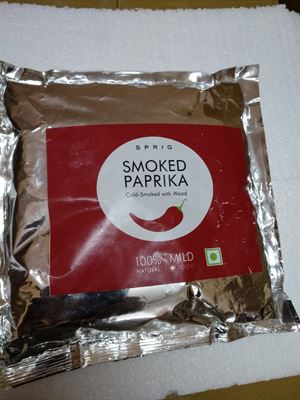 SPRIG
SMOKED
PAPRIKA
Cold-Smoked with Wood
100% MILD
NATURAL